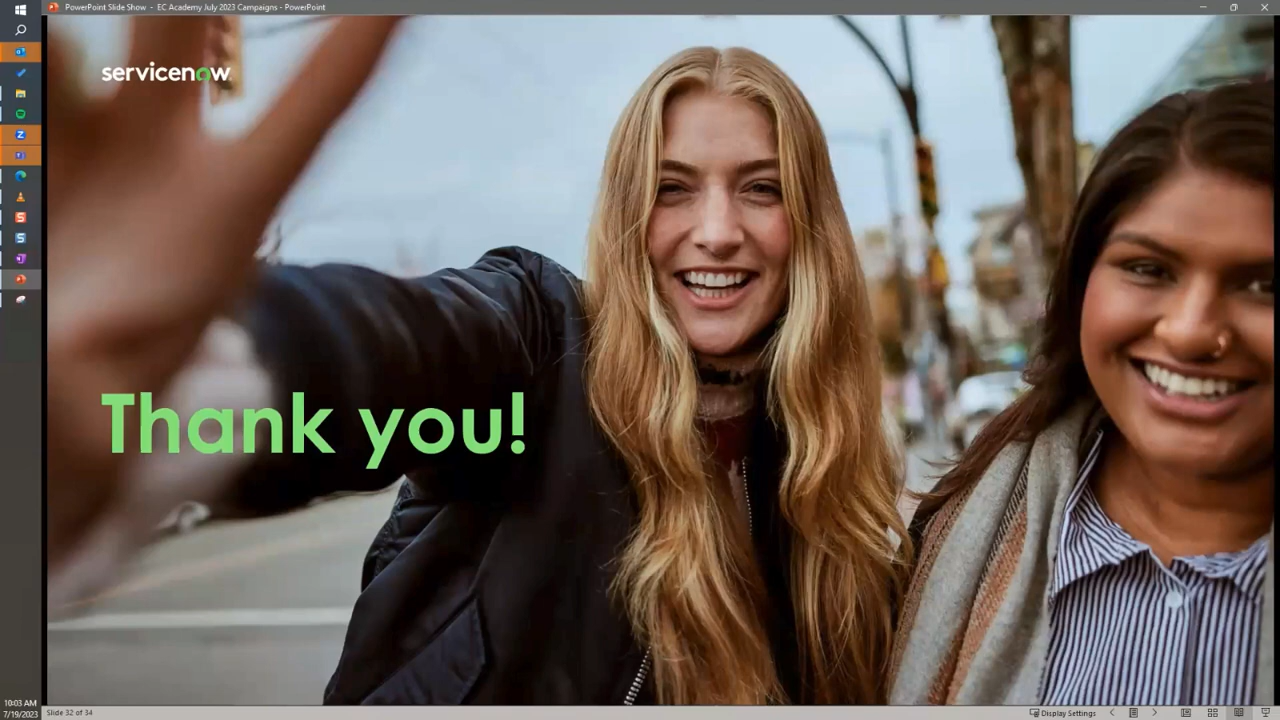 PowerPoint Slide Show - EC Academy July 2023 Campaigns - PowerPoint
servicenow
Thank you!
10:03 AM
7/19/2023
Slide 32 of 34
Display Settings